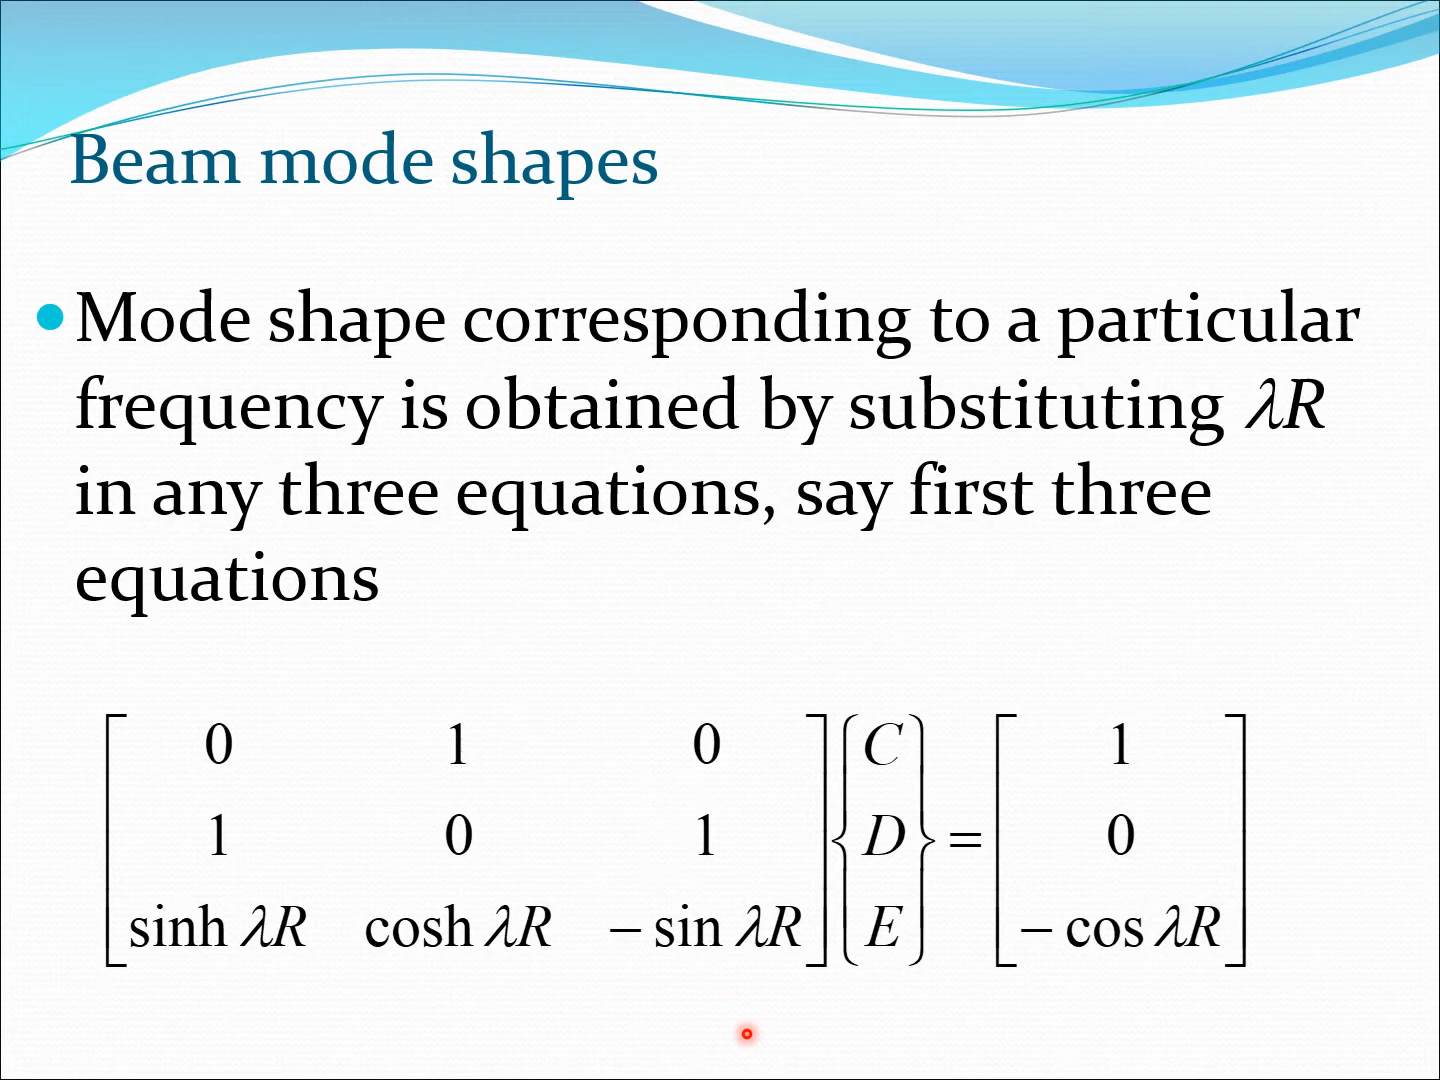 Beam mode shapes
• Mode shape corresponding to a particular
frequency is obtained by substituting λR
in any three equations, say first three
equations
[ 0 1 0 ] { C } = [ 1 ]
[ 1 0 1 ] { D } = [ 0 ]
[ sinh λR cosh λR − sin λR ] { E } = [ − cos λR ]